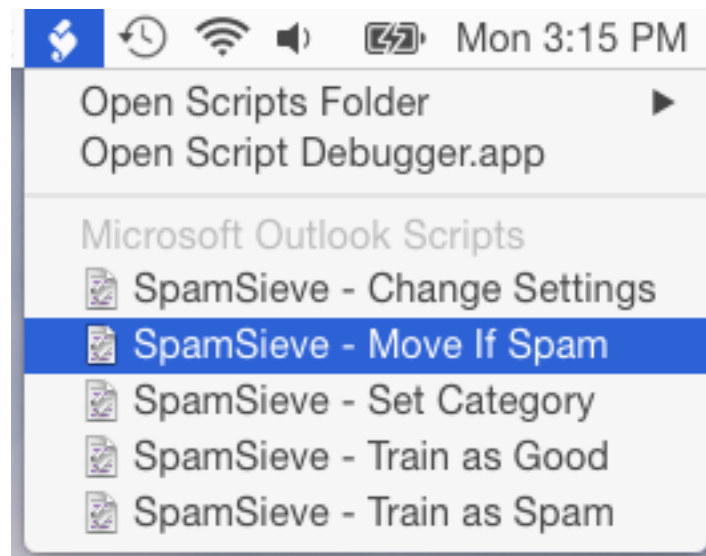 Mon 3:15 PM
Open Scripts Folder
Open Script Debugger.app
Microsoft Outlook Scripts
SpamSieve - Change Settings
SpamSieve - Move If Spam
SpamSieve - Set Category
SpamSieve - Train as Good
SpamSieve - Train as Spam